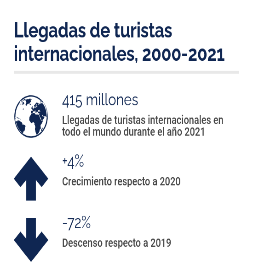 Llegadas de turistas
internacionales, 2000-2021
415 millones
Llegadas de turistas internacionales en
todo el mundo durante el año 2021
+4%
Crecimiento respecto a 2020
-72%
Descenso respecto a 2019